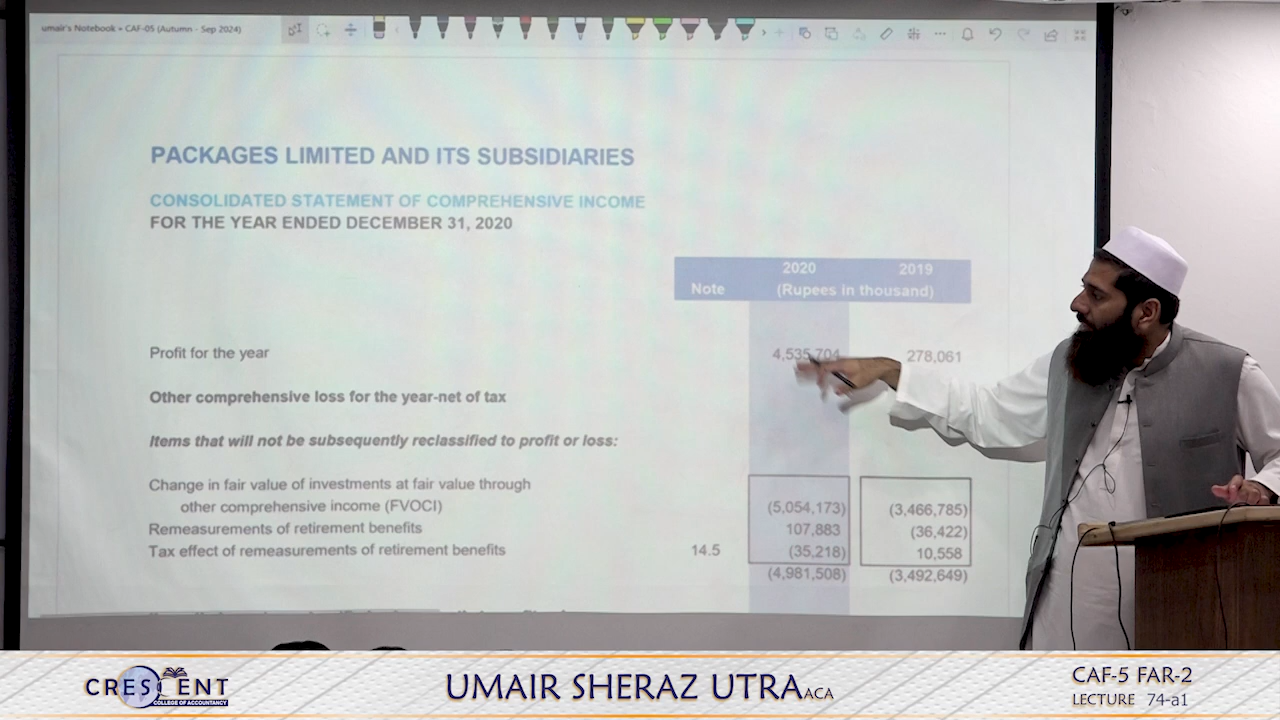 umair's Notebook • CAF-05 (Autumn - Sep 2024)
PACKAGES LIMITED AND ITS SUBSIDIARIES
CONSOLIDATED STATEMENT OF COMPREHENSIVE INCOME
FOR THE YEAR ENDED DECEMBER 31, 2020
2020 2019
Note (Rupees in thousand)
Profit for the year 4,535,704 278,061
Other comprehensive loss for the year-net of tax
Items that will not be subsequently reclassified to profit or loss:
Change in fair value of investments at fair value through
other comprehensive income (FVOCI) (5,054,173) (3,466,785)
Remeasurements of retirement benefits 107,883 (36,422)
Tax effect of remeasurements of retirement benefits 14.5 (35,218) 10,558
(4,981,508) (3,492,649)
CRESCENT
COLLEGE OF ACCOUNTANCY
UMAIR SHERAZ UTRA ACA
CAF-5 FAR-2
LECTURE 74-a1